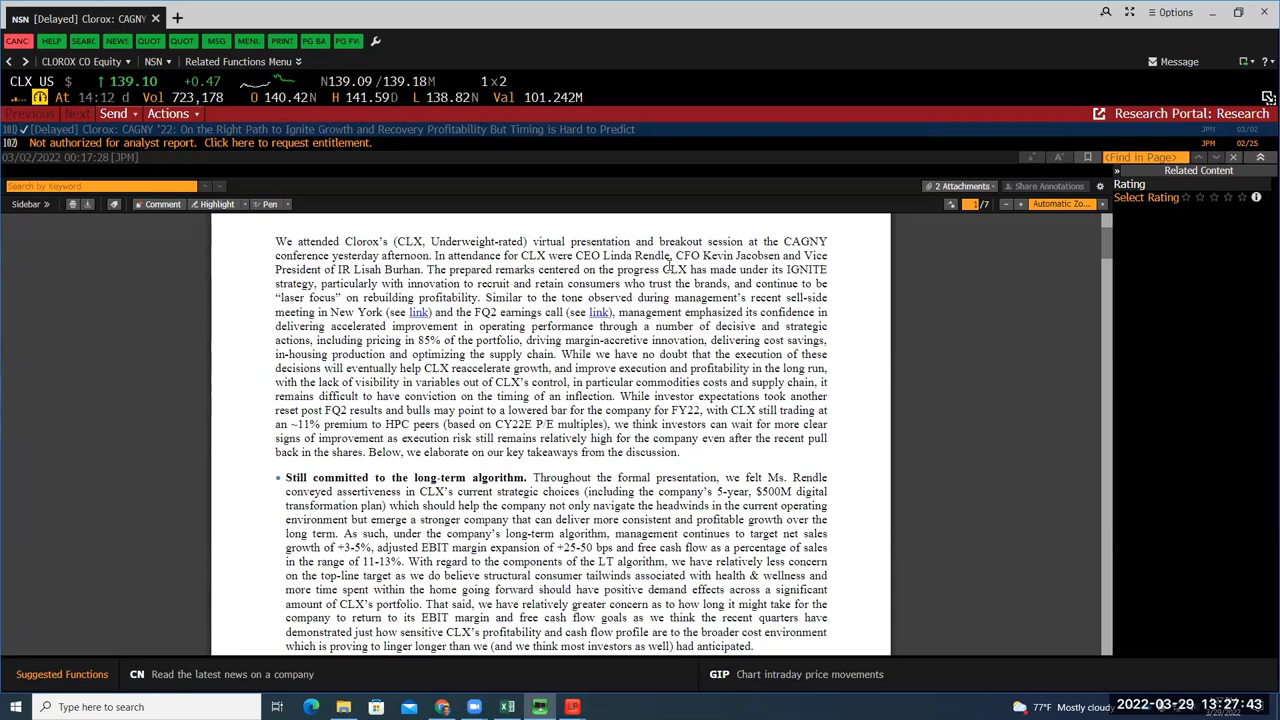 NSN [Delayed] Clorox: CAGNY × +
Options
CANC HELP SEARC NEWS QUOT QUOT MSG MENU PRINT PG BA PG FW
CLOROX CO Equity NSN Related Functions Menu Message
CLX US $ ↑ 139.10 +0.47 N139.09/139.18M 1x2
At 14:12 d Vol 723,178 O 140.42N H 141.59D L 138.82N Val 101.242M
Previous Next Send Actions Research Portal: Research
101) [Delayed] Clorox: CAGNY '22: On the Right Path to Ignite Growth and Recovery Profitability But Timing is Hard to Predict JPM 03/02
102) Not authorized for analyst report. Click here to request entitlement. JPM 02/25
03/02/2022 00:17:28 [JPM] <Find in Page>
Related Content
Search by Keyword 2 Attachments Share Annotations
Rating
Select Rating
Sidebar Comment Highlight Pen 1 /7 Automatic Zo...
We attended Clorox's (CLX, Underweight-rated) virtual presentation and breakout session at the CAGNY
conference yesterday afternoon. In attendance for CLX were CEO Linda Rendle, CFO Kevin Jacobsen and Vice
President of IR Lisah Burhan. The prepared remarks centered on the progress CLX has made under its IGNITE
strategy, particularly with innovation to recruit and retain consumers who trust the brands, and continue to be
“laser focus” on rebuilding profitability. Similar to the tone observed during management's recent sell-side
meeting in New York (see link) and the FQ2 earnings call (see link), management emphasized its confidence in
delivering accelerated improvement in operating performance through a number of decisive and strategic
actions, including pricing in 85% of the portfolio, driving margin-accretive innovation, delivering cost savings,
in-housing production and optimizing the supply chain. While we have no doubt that the execution of these
decisions will eventually help CLX reaccelerate growth, and improve execution and profitability in the long run,
with the lack of visibility in variables out of CLX's control, in particular commodities costs and supply chain, it
remains difficult to have conviction on the timing of an inflection. While investor expectations took another
reset post FQ2 results and bulls may point to a lowered bar for the company for FY22, with CLX still trading at
an ~11% premium to HPC peers (based on CY22E P/E multiples), we think investors can wait for more clear
signs of improvement as execution risk still remains relatively high for the company even after the recent pull
back in the shares. Below, we elaborate on our key takeaways from the discussion.
• Still committed to the long-term algorithm. Throughout the formal presentation, we felt Ms. Rendle
conveyed assertiveness in CLX's current strategic choices (including the company's 5-year, $500M digital
transformation plan) which should help the company not only navigate the headwinds in the current operating
environment but emerge a stronger company that can deliver more consistent and profitable growth over the
long term. As such, under the company's long-term algorithm, management continues to target net sales
growth of +3-5%, adjusted EBIT margin expansion of +25-50 bps and free cash flow as a percentage of sales
in the range of 11-13%. With regard to the components of the LT algorithm, we have relatively less concern
on the top-line target as we do believe structural consumer tailwinds associated with health & wellness and
more time spent within the home going forward should have positive demand effects across a significant
amount of CLX's portfolio. That said, we have relatively greater concern as to how long it might take for the
company to return to its EBIT margin and free cash flow goals as we think the recent quarters have
demonstrated just how sensitive CLX's profitability and cash flow profile are to the broader cost environment
which is proving to linger longer than we (and we think most investors as well) had anticipated.
Suggested Functions CN Read the latest news on a company GIP Chart intraday price movements
Type here to search 77°F Mostly cloudy 2022-03-29 13:27:43